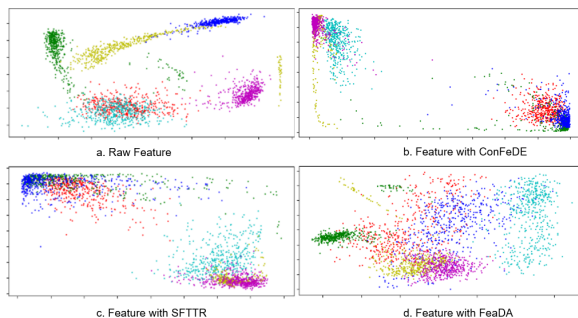 a. Raw Feature
b. Feature with ConFeDE
c. Feature with SFTTR
d. Feature with FeaDA